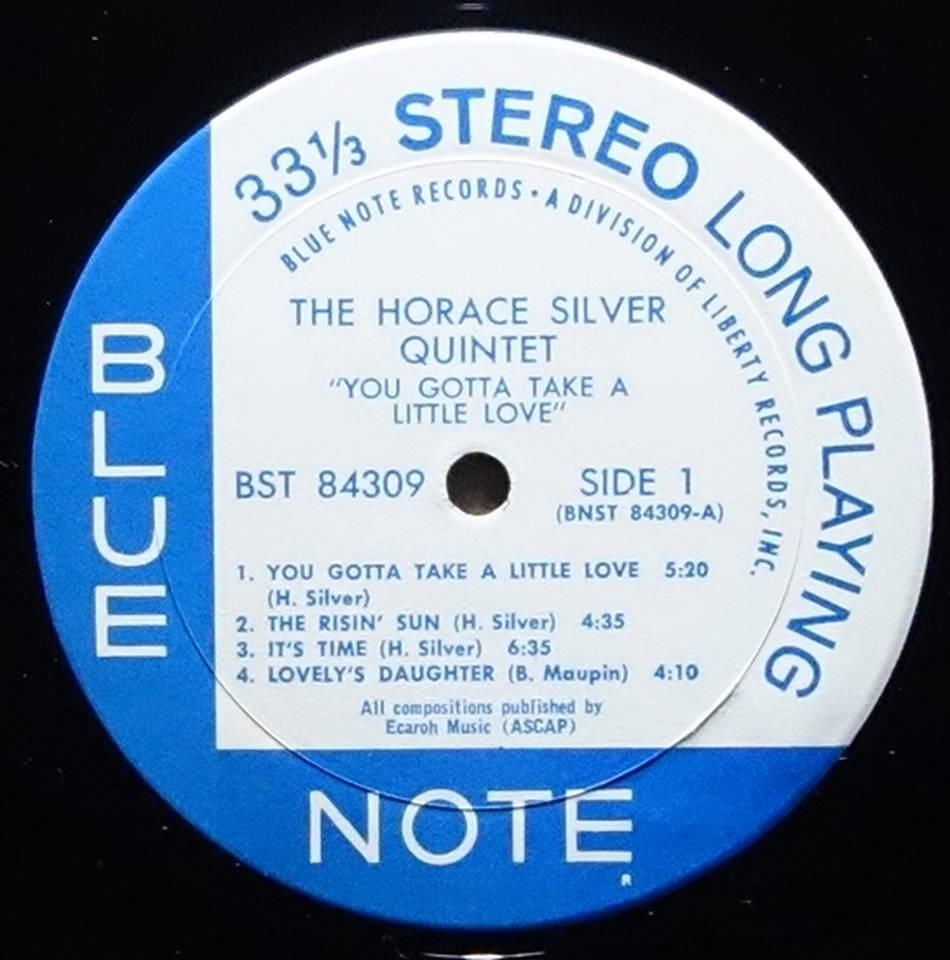 33⅓ STEREO LONG PLAYING
BLUE NOTE RECORDS • A DIVISION OF LIBERTY RECORDS, INC.
THE HORACE SILVER
QUINTET
"YOU GOTTA TAKE A
LITTLE LOVE"
BST 84309
SIDE 1
(BNST 84309-A)
1. YOU GOTTA TAKE A LITTLE LOVE 5:20
(H. Silver)
2. THE RISIN' SUN (H. Silver) 4:35
3. IT'S TIME (H. Silver) 6:35
4. LOVELY'S DAUGHTER (B. Maupin) 4:10
All compositions published by
Ecaroh Music (ASCAP)
BLUE
NOTE
R